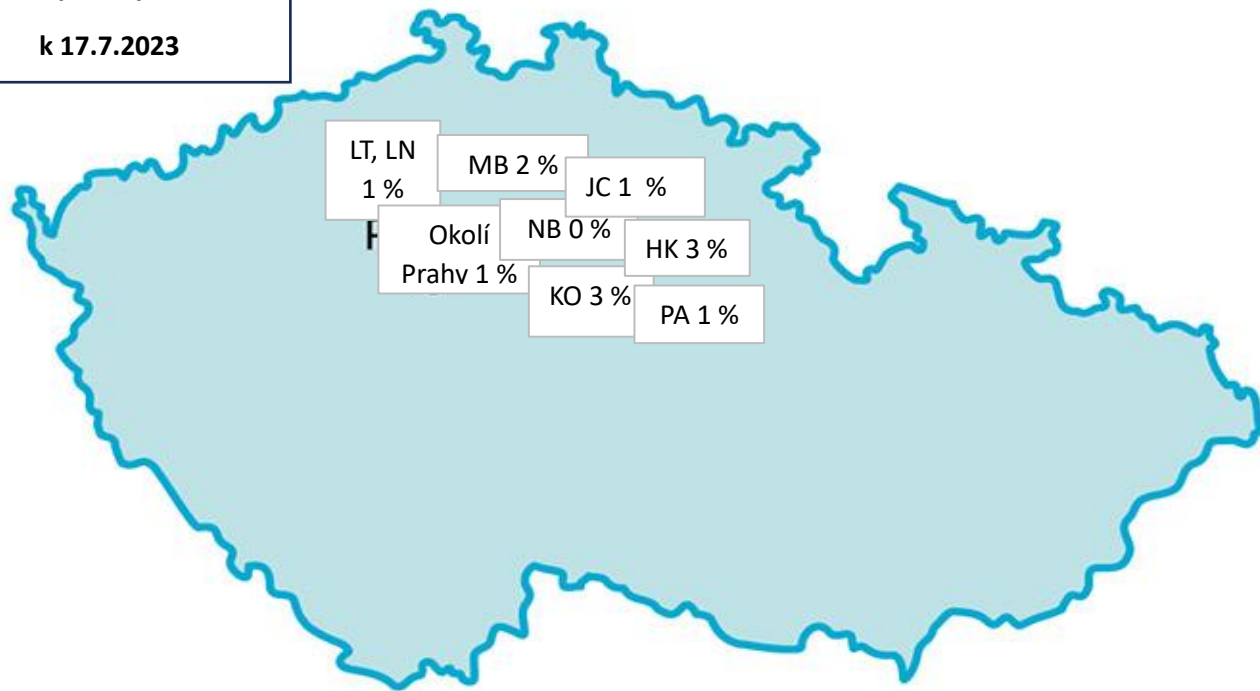 k 17.7.2023
LT, LN
1 %
MB 2 %
JC 1 %
Okolí
Prahy 1 %
NB 0 %
HK 3 %
KO 3 %
PA 1 %